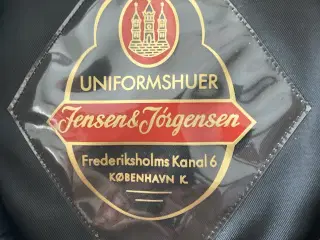 UNIFORMSHUER
Jensen & Jörgensen
Frederiksholms Kanal 6
KØBENHAVN K.